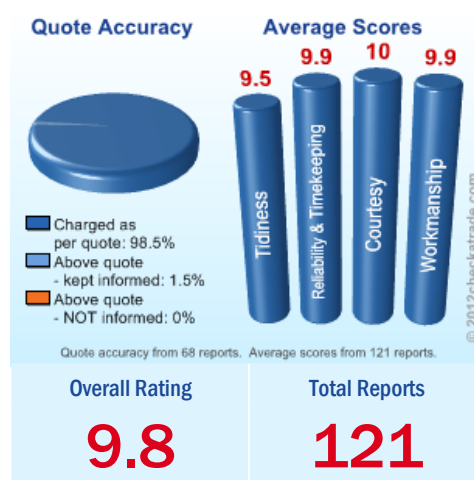 Quote Accuracy
Average Scores
9.5
9.9
10
9.9
Tidiness
Reliability & Timekeeping
Courtesy
Workmanship
Charged as
per quote: 98.5%
Above quote
- kept informed: 1.5%
Above quote
- NOT informed: 0%
© 2012checkatrade.com
Quote accuracy from 68 reports. Average scores from 121 reports.
Overall Rating
9.8
Total Reports
121